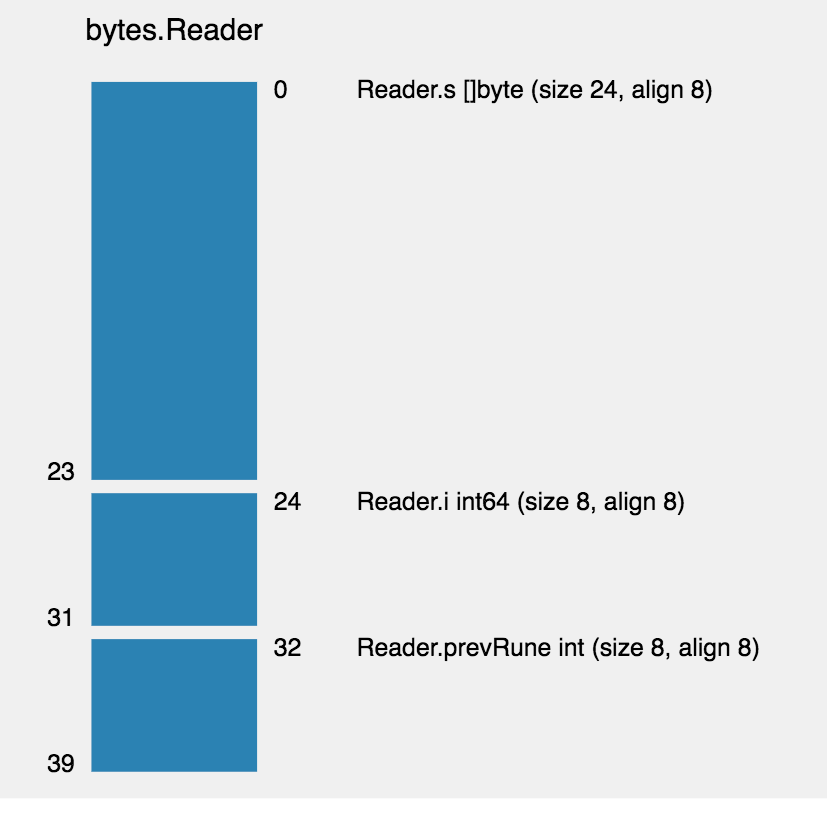 bytes.Reader
0 Reader.s []byte (size 24, align 8)
23
24 Reader.i int64 (size 8, align 8)
31
32 Reader.prevRune int (size 8, align 8)
39